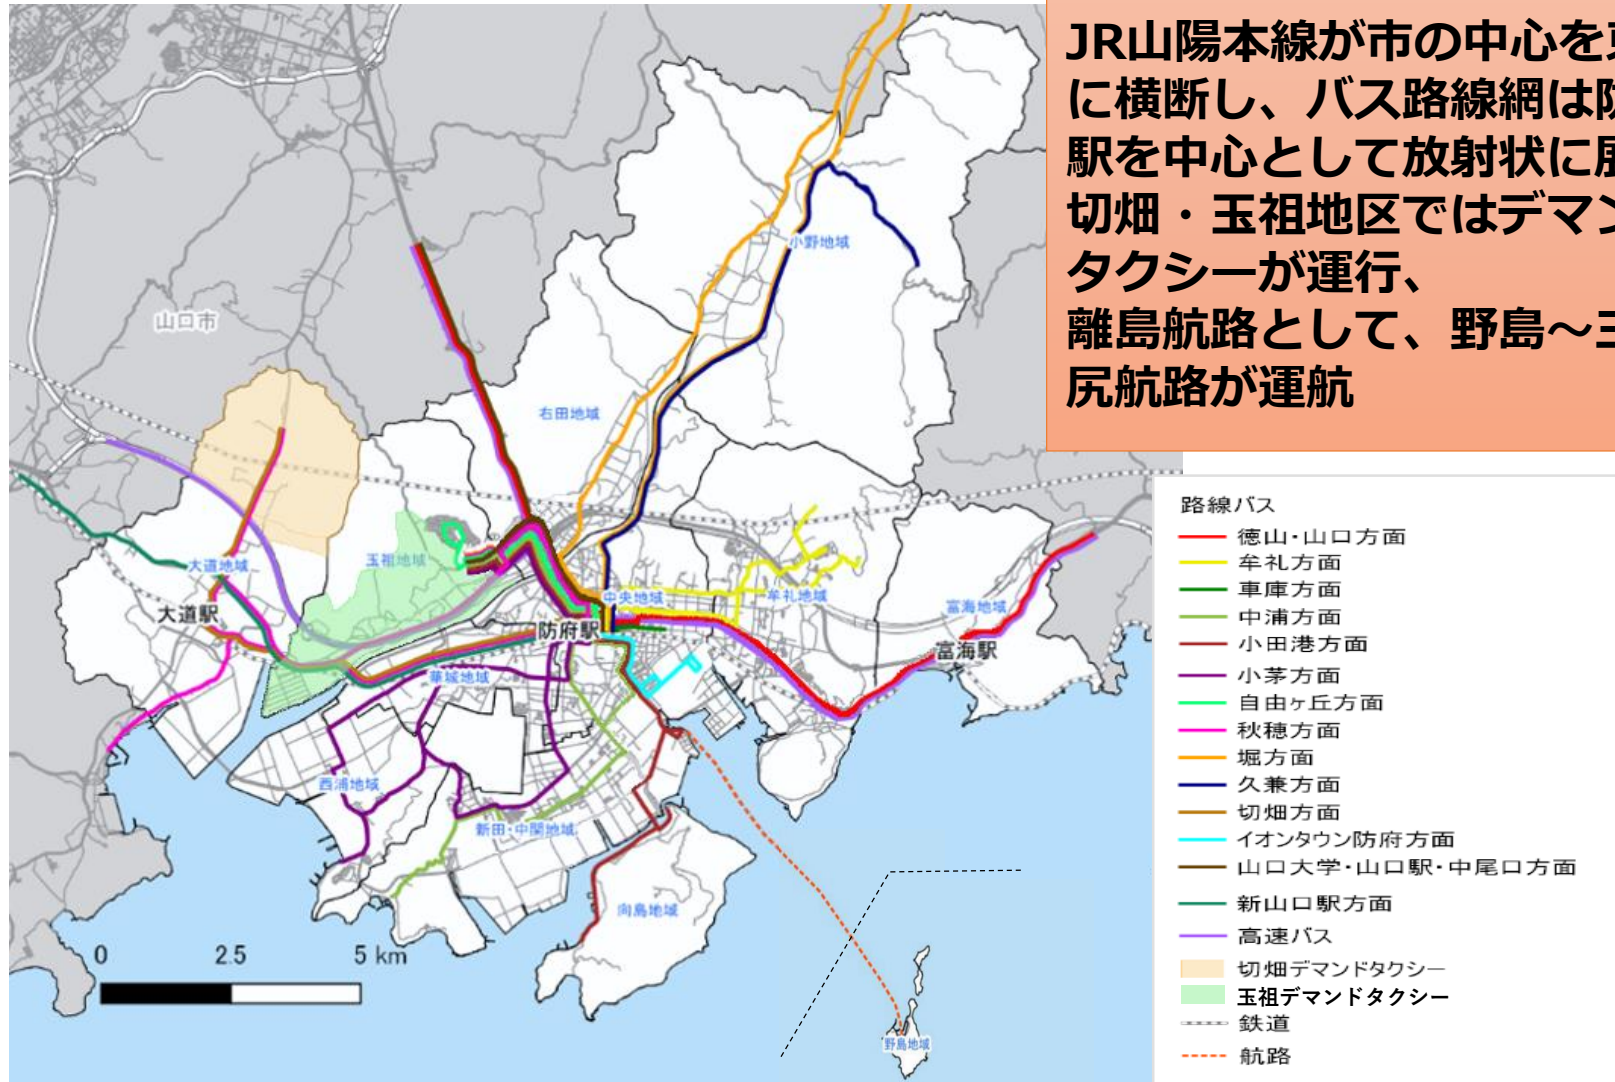 JR山陽本線が市の中心を東
に横断し、バス路線網は防
駅を中心として放射状に展
切畑・玉祖地区ではデマン
タクシーが運行、
離島航路として、野島～三
尻航路が運航
山口市
小野地域
右田地域
玉祖地域
大道地域
大道駅
中央地域
牟礼地域
富海地域
防府駅
富海駅
華城地域
西浦地域
新田・中関地域
向島地域
野島地域
0 2.5 5 km
路線バス
徳山・山口方面
牟礼方面
車庫方面
中浦方面
小田港方面
小茅方面
自由ヶ丘方面
秋穂方面
堀方面
久兼方面
切畑方面
イオンタウン防府方面
山口大学・山口駅・中尾口方面
新山口駅方面
高速バス
切畑デマンドタクシー
玉祖デマンドタクシー
鉄道
航路